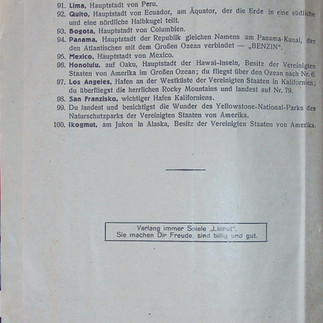 91. Lima, Hauptstadt von Peru.
92. Quito, Hauptstadt von Ecuador, am Äquator, der die Erde in eine südliche
und eine nördliche Halbkugel teilt.
93. Bogota, Hauptstadt von Columbien.
94. Panama, Hauptstadt der Republik gleichen Namens am Panama-Kanal, der
den Atlantischen mit dem Großen Ozean verbindet — „BENZIN".
95. Mexico, Hauptstadt von Mexico.
96. Honolulu, auf Oaku, Hauptstadt der Hawai-Inseln, Besitz der Vereinigten
Staaten von Amerika im Großen Ozean; du fliegst über den Ozean nach Nr. 6.
97. Los Angeles, Hafen an der Westküste der Vereinigten Staaten in Kalifornien;
du überfliegst die herrlichen Rocky Mountains und landest auf Nr. 79.
98. San Franzisko, wichtiger Hafen Kaliforniens.
99. Du landest und besichtigst die Wunder des Yellowstone-National-Parks des
Naturschutzparks der Vereinigten Staaten von Amerika.
100. Ikogmut, am Jukon in Alaska, Besitz der Vereinigten Staaten von Amerika.
Verlang immer Spiele
Sie machen Dir Freude, sind billig und gut.